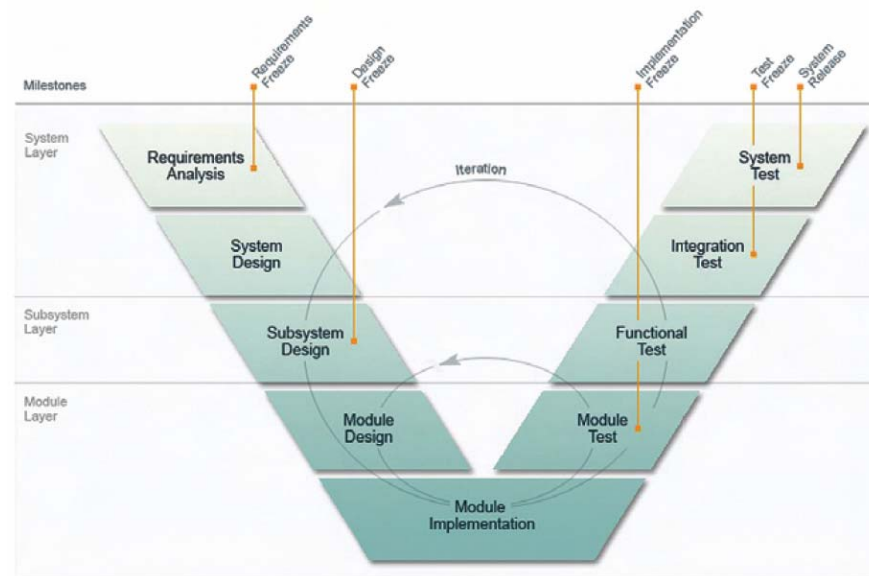 Requirements
Freeze
Design
Freeze
Implementation
Freeze
Test
Freeze
System
Release
Milestones
System
Layer
Requirements
Analysis
Iteration
System
Test
System
Design
Integration
Test
Subsystem
Layer
Subsystem
Design
Functional
Test
Module
Layer
Module
Design
Module
Test
Module
Implementation